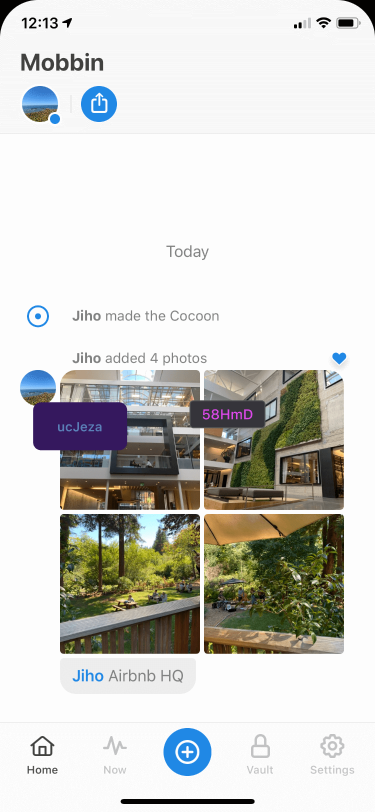 12:13
Mobbin
Today
Jiho made the Cocoon
Jiho added 4 photos
ucJeza
58HmD
Jiho Airbnb HQ
Home
Now
Vault
Settings